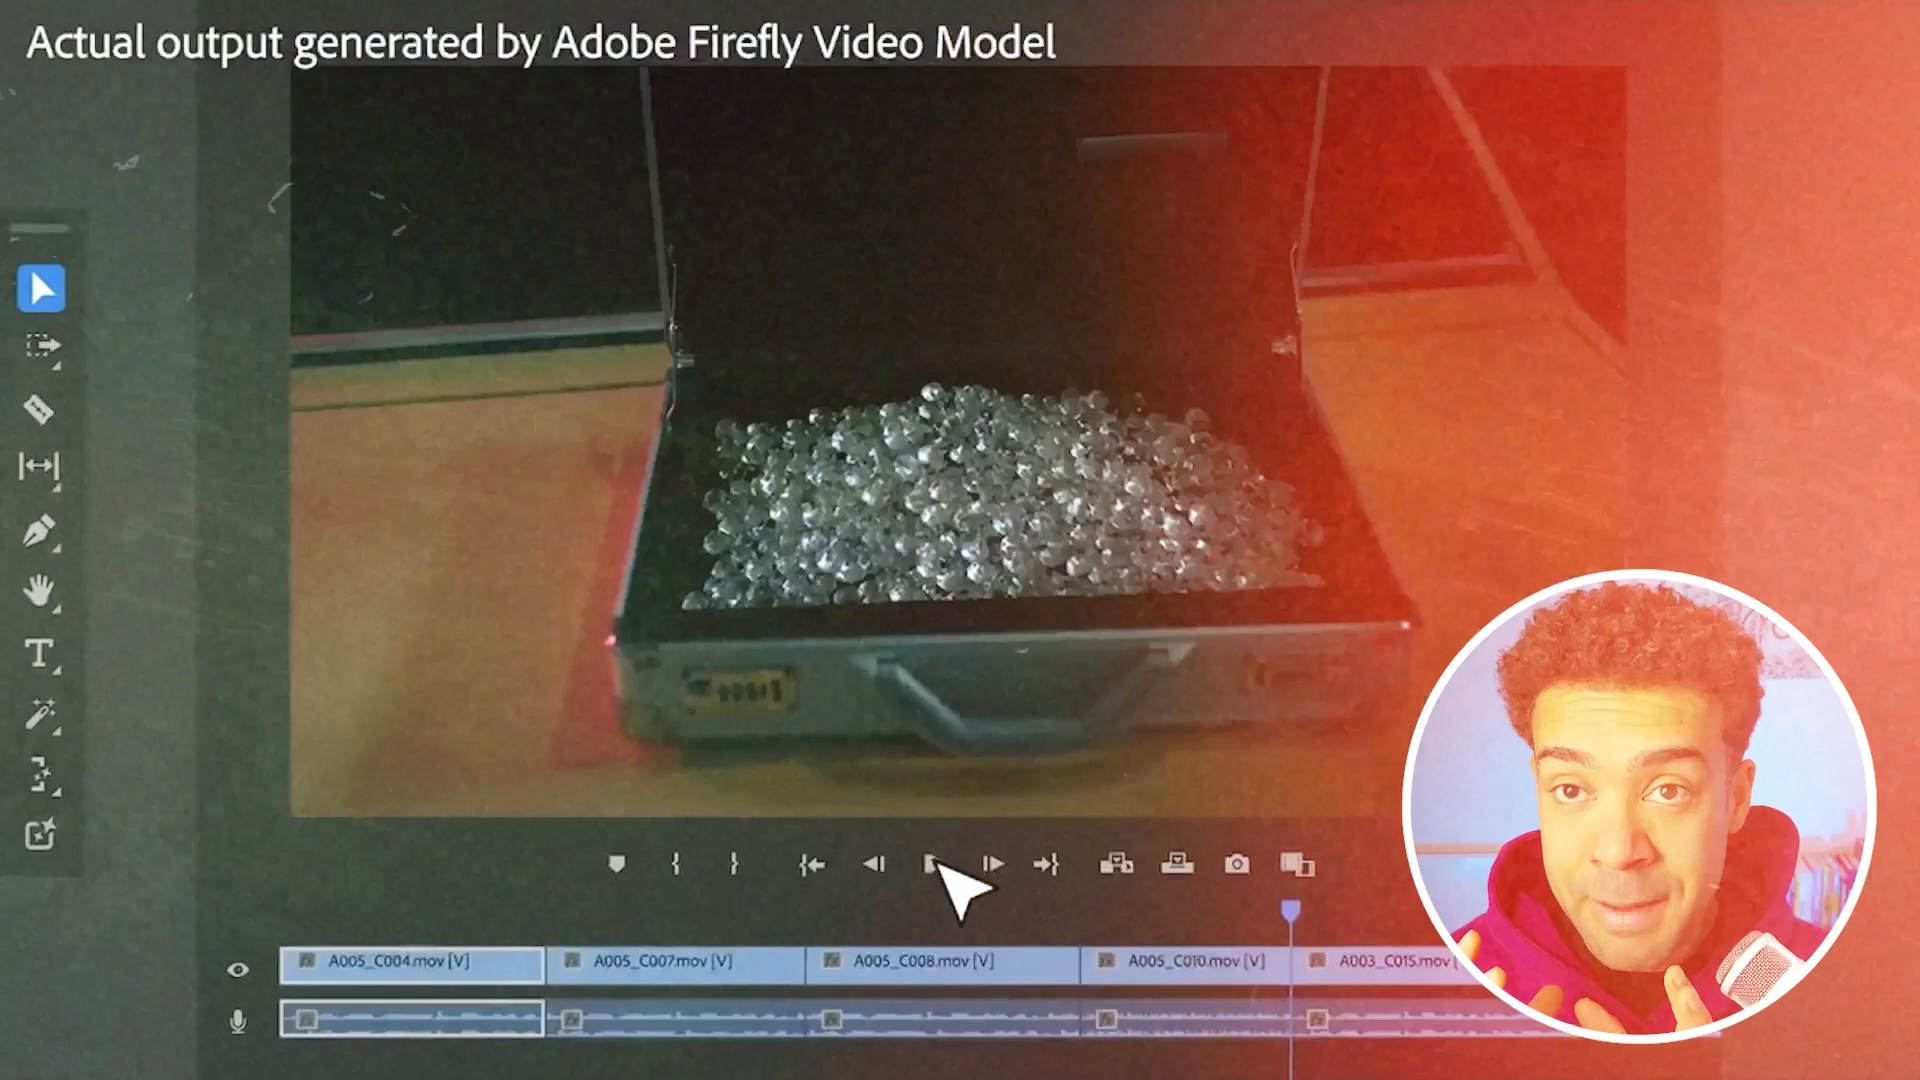 Actual output generated by Adobe Firefly Video Model
A005_C004.mov [V]
A005_C007.mov [V]
A005_C008.mov [V]
A005_C010.mov [V]
A003_C015.mov [